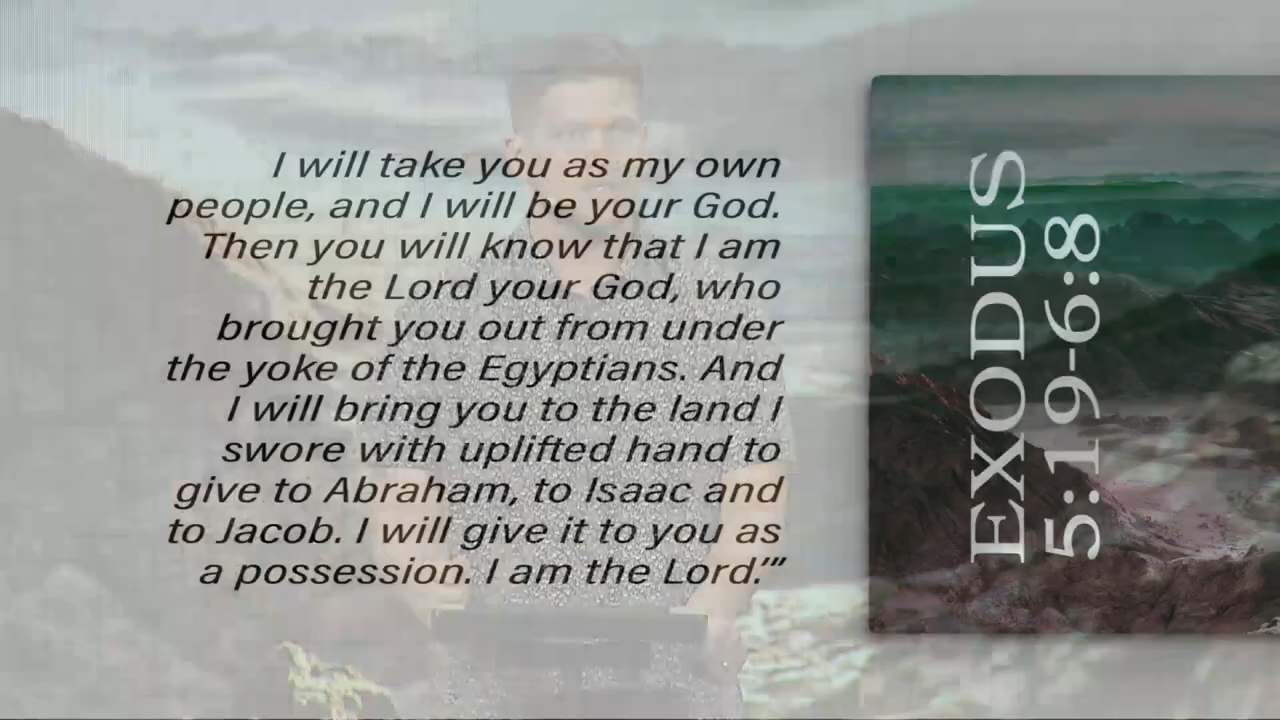 I will take you as my own
people, and I will be your God.
Then you will know that I am
the Lord your God, who
brought you out from under
the yoke of the Egyptians. And
I will bring you to the land I
swore with uplifted hand to
give to Abraham, to Isaac and
to Jacob. I will give it to you as
a possession. I am the Lord.’”
EXODUS
5:19-6:8